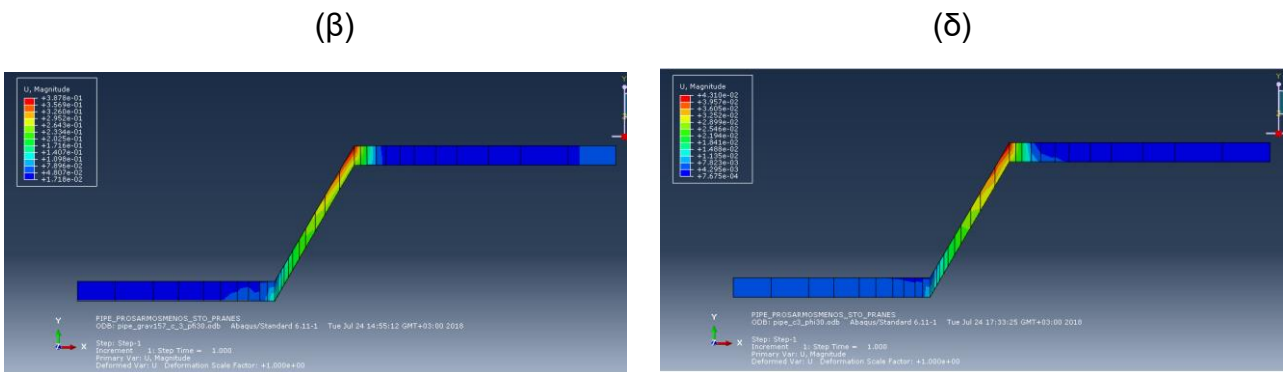 (β)
(δ)
U, Magnitude
+3.878e-01
+3.569e-01
+3.260e-01
+2.952e-01
+2.643e-01
+2.334e-01
+2.025e-01
+1.716e-01
+1.407e-01
+1.098e-01
+7.896e-02
+4.807e-02
+1.718e-02
Y
X
PIPE_PROSARMOSMENOS_STO_PRANES
ODB: pipe_grav157_c_3_pfi30.odb Abaqus/Standard 6.11-1 Tue Jul 24 14:55:12 GMT+03:00 2018
Step: Step-1
Increment 1: Step Time = 1.000
Primary Var: U, Magnitude
Deformed Var: U Deformation Scale Factor: +1.000e+00
U, Magnitude
+4.310e-02
+3.957e-02
+3.605e-02
+3.252e-02
+2.899e-02
+2.546e-02
+2.194e-02
+1.841e-02
+1.488e-02
+1.135e-02
+7.823e-03
+4.295e-03
+7.675e-04
Y
X
PIPE_PROSARMOSMENOS_STO_PRANES
ODB: pipe_c3_phi30.odb Abaqus/Standard 6.11-1 Tue Jul 24 17:33:25 GMT+03:00 2018
Step: Step-1
Increment 1: Step Time = 1.000
Primary Var: U, Magnitude
Deformed Var: U Deformation Scale Factor: +1.000e+00